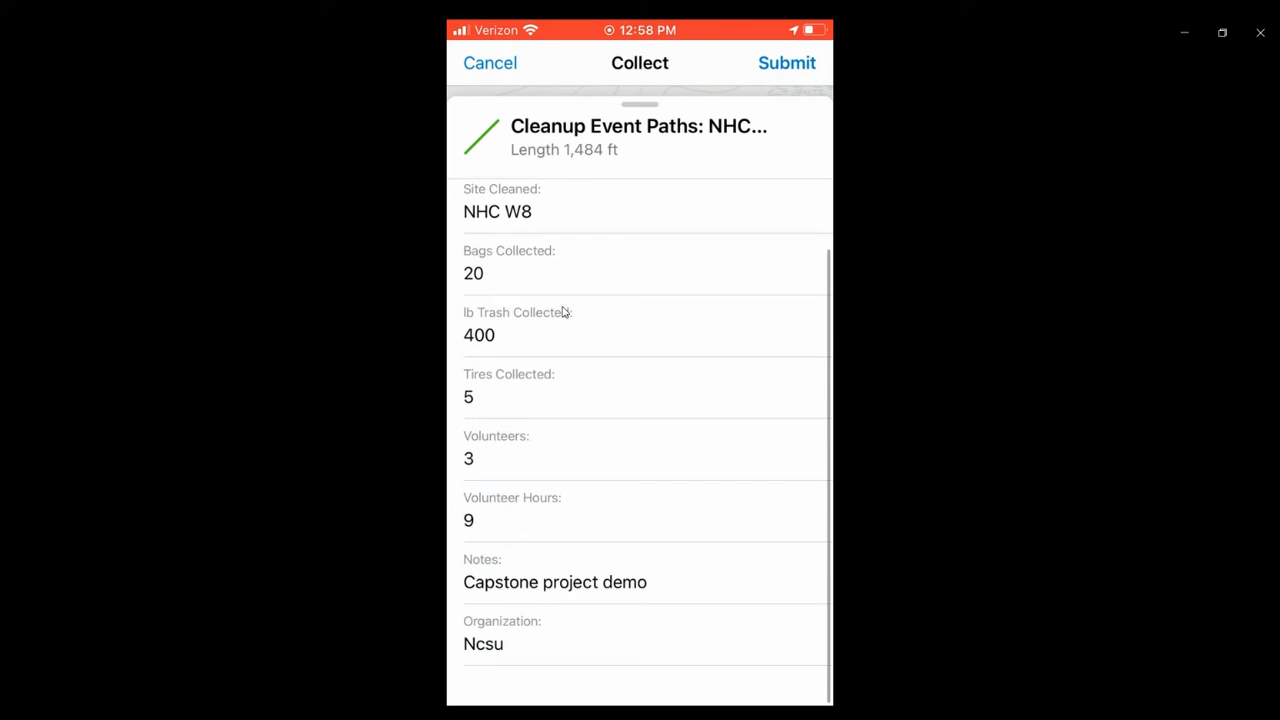 Verizon 12:58 PM
Cancel Collect Submit
Cleanup Event Paths: NHC...
Length 1,484 ft
Site Cleaned:
NHC W8
Bags Collected:
20
lb Trash Collected:
400
Tires Collected:
5
Volunteers:
3
Volunteer Hours:
9
Notes:
Capstone project demo
Organization:
Ncsu